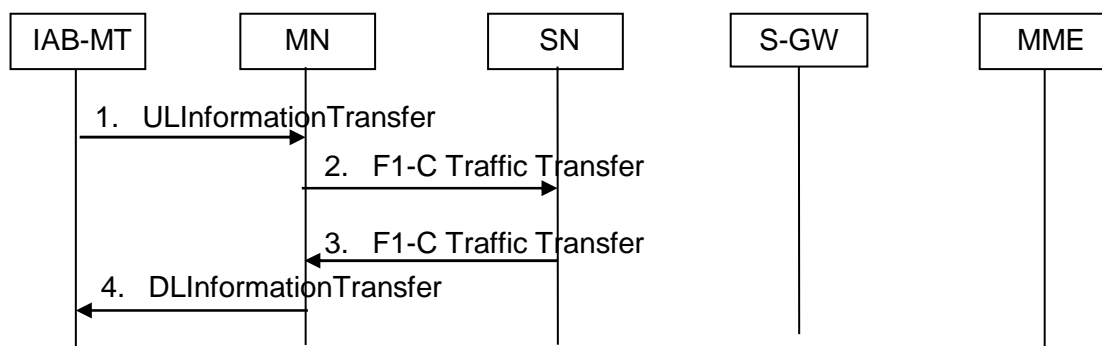 IAB-MT MN SN S-GW MME
1. ULInformationTransfer
2. F1-C Traffic Transfer
3. F1-C Traffic Transfer
4. DLInformationTransfer